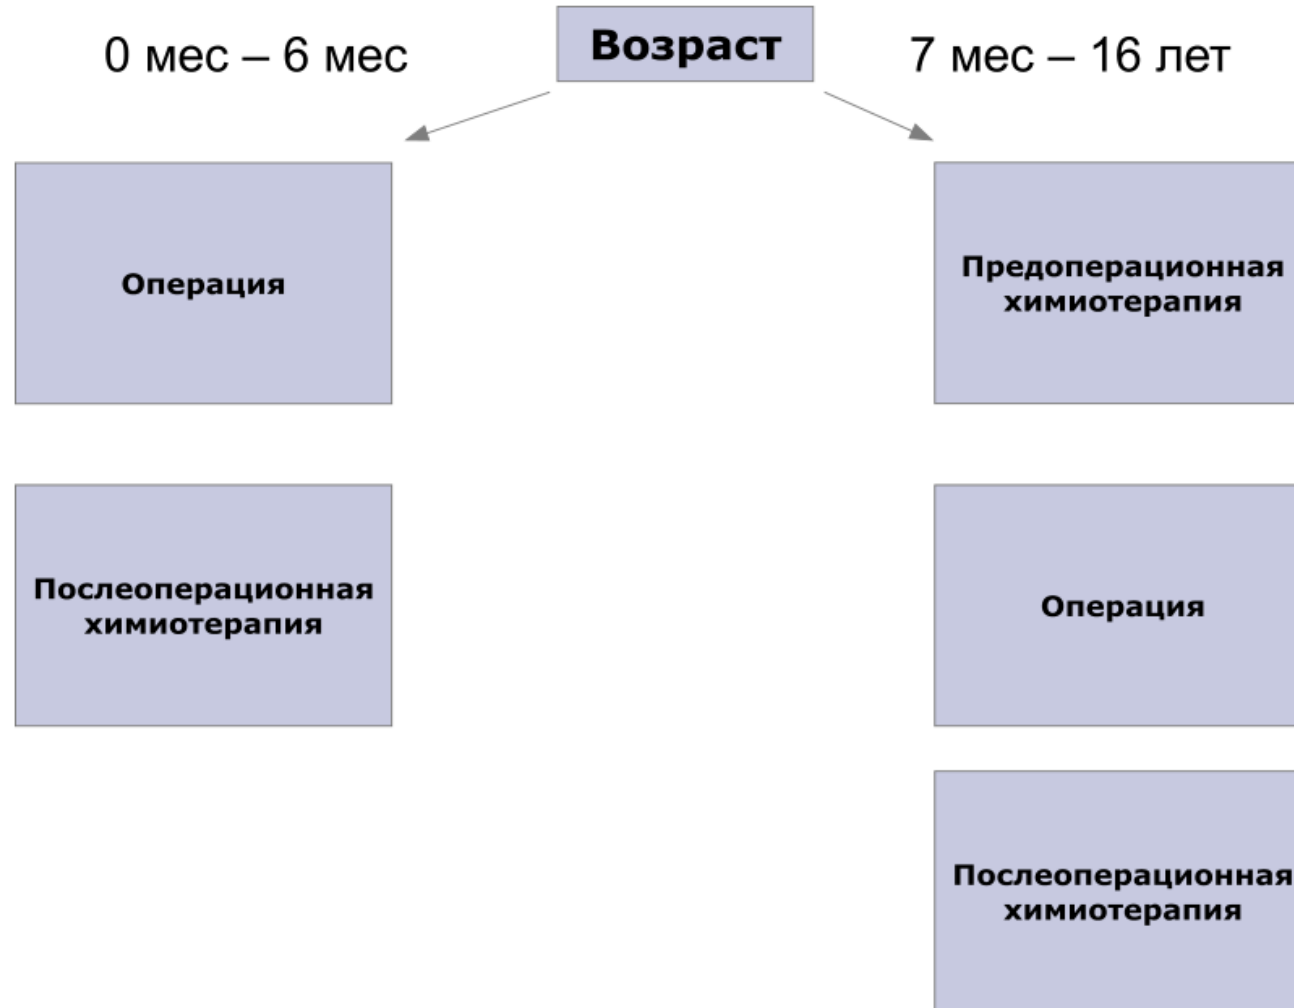 0 мес – 6 мес
Возраст
7 мес – 16 лет
Операция
Предоперационная
химиотерапия
Послеоперационная
химиотерапия
Операция
Послеоперационная
химиотерапия